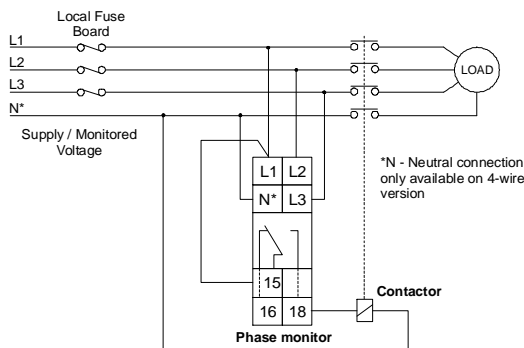 Local Fuse
Board
L1
L2
L3
N*
Supply / Monitored
Voltage
LOAD
*N - Neutral connection
only available on 4-wire
version
L1 L2
N* L3
15
16 18
Contactor
Phase monitor